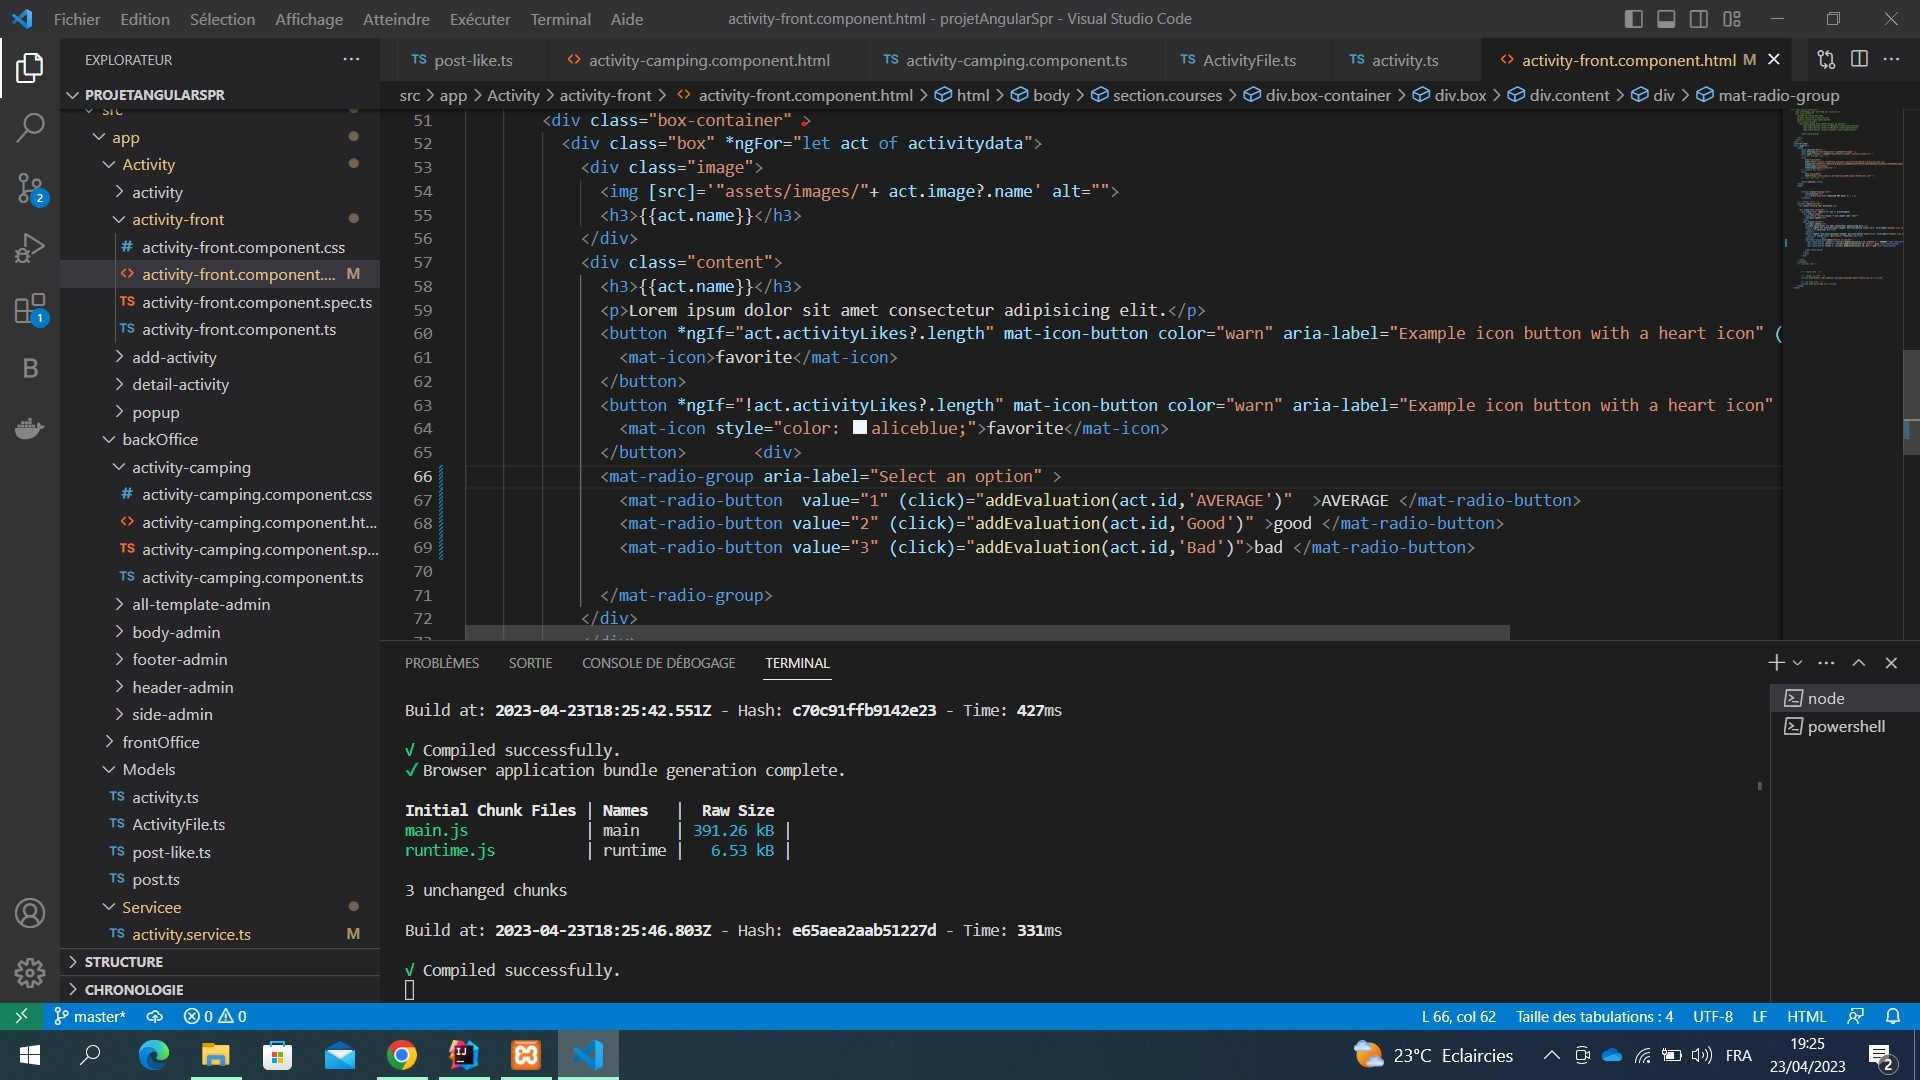 Fichier Edition Sélection Affichage Atteindre Exécuter Terminal Aide
activity-front.component.html - projetAngularSpr - Visual Studio Code
EXPLORATEUR
TS post-like.ts
<> activity-camping.component.html
TS activity-camping.component.ts
TS ActivityFile.ts
TS activity.ts
<> activity-front.component.html M
src > app > Activity > activity-front > <> activity-front.component.html > html > body > section.courses > div.box-container > div.box > div.content > div > mat-radio-group
PROJETANGULARSPR
src
app
Activity
activity
activity-front
# activity-front.component.css
<> activity-front.component.... M
TS activity-front.component.spec.ts
TS activity-front.component.ts
add-activity
detail-activity
popup
backOffice
activity-camping
# activity-camping.component.css
<> activity-camping.component.ht...
TS activity-camping.component.sp...
TS activity-camping.component.ts
all-template-admin
body-admin
footer-admin
header-admin
side-admin
frontOffice
Models
TS activity.ts
TS ActivityFile.ts
TS post-like.ts
TS post.ts
Servicee
TS activity.service.ts M
STRUCTURE
CHRONOLOGIE
2
1
B
51 <div class="box-container" >
52 <div class="box" *ngFor="let act of activitydata">
53 <div class="image">
54 <img [src]='"assets/images/"+ act.image?.name' alt="">
55 <h3>{{act.name}}</h3>
56 </div>
57 <div class="content">
58 <h3>{{act.name}}</h3>
59 <p>Lorem ipsum dolor sit amet consectetur adipisicing elit.</p>
60 <button *ngIf="act.activityLikes?.length" mat-icon-button color="warn" aria-label="Example icon button with a heart icon" (
61 <mat-icon>favorite</mat-icon>
62 </button>
63 <button *ngIf="!act.activityLikes?.length" mat-icon-button color="warn" aria-label="Example icon button with a heart icon"
64 <mat-icon style="color: aliceblue;">favorite</mat-icon>
65 </button> <div>
66 <mat-radio-group aria-label="Select an option" >
67 <mat-radio-button value="1" (click)="addEvaluation(act.id,'AVERAGE')" >AVERAGE </mat-radio-button>
68 <mat-radio-button value="2" (click)="addEvaluation(act.id,'Good')" >good </mat-radio-button>
69 <mat-radio-button value="3" (click)="addEvaluation(act.id,'Bad')">bad </mat-radio-button>
70
71 </mat-radio-group>
72 </div>
73 </div>
PROBLÈMES SORTIE CONSOLE DE DÉBOGAGE TERMINAL
node
powershell
Build at: 2023-04-23T18:25:42.551Z - Hash: c70c91ffb9142e23 - Time: 427ms
√ Compiled successfully.
✓ Browser application bundle generation complete.
Initial Chunk Files | Names | Raw Size
main.js | main | 391.26 kB |
runtime.js | runtime | 6.53 kB |
3 unchanged chunks
Build at: 2023-04-23T18:25:46.803Z - Hash: e65aea2aab51227d - Time: 331ms
√ Compiled successfully.
master* 0 0
L 66, col 62 Taille des tabulations : 4 UTF-8 LF HTML
23°C Eclaircies
FRA
19:25
23/04/2023
2